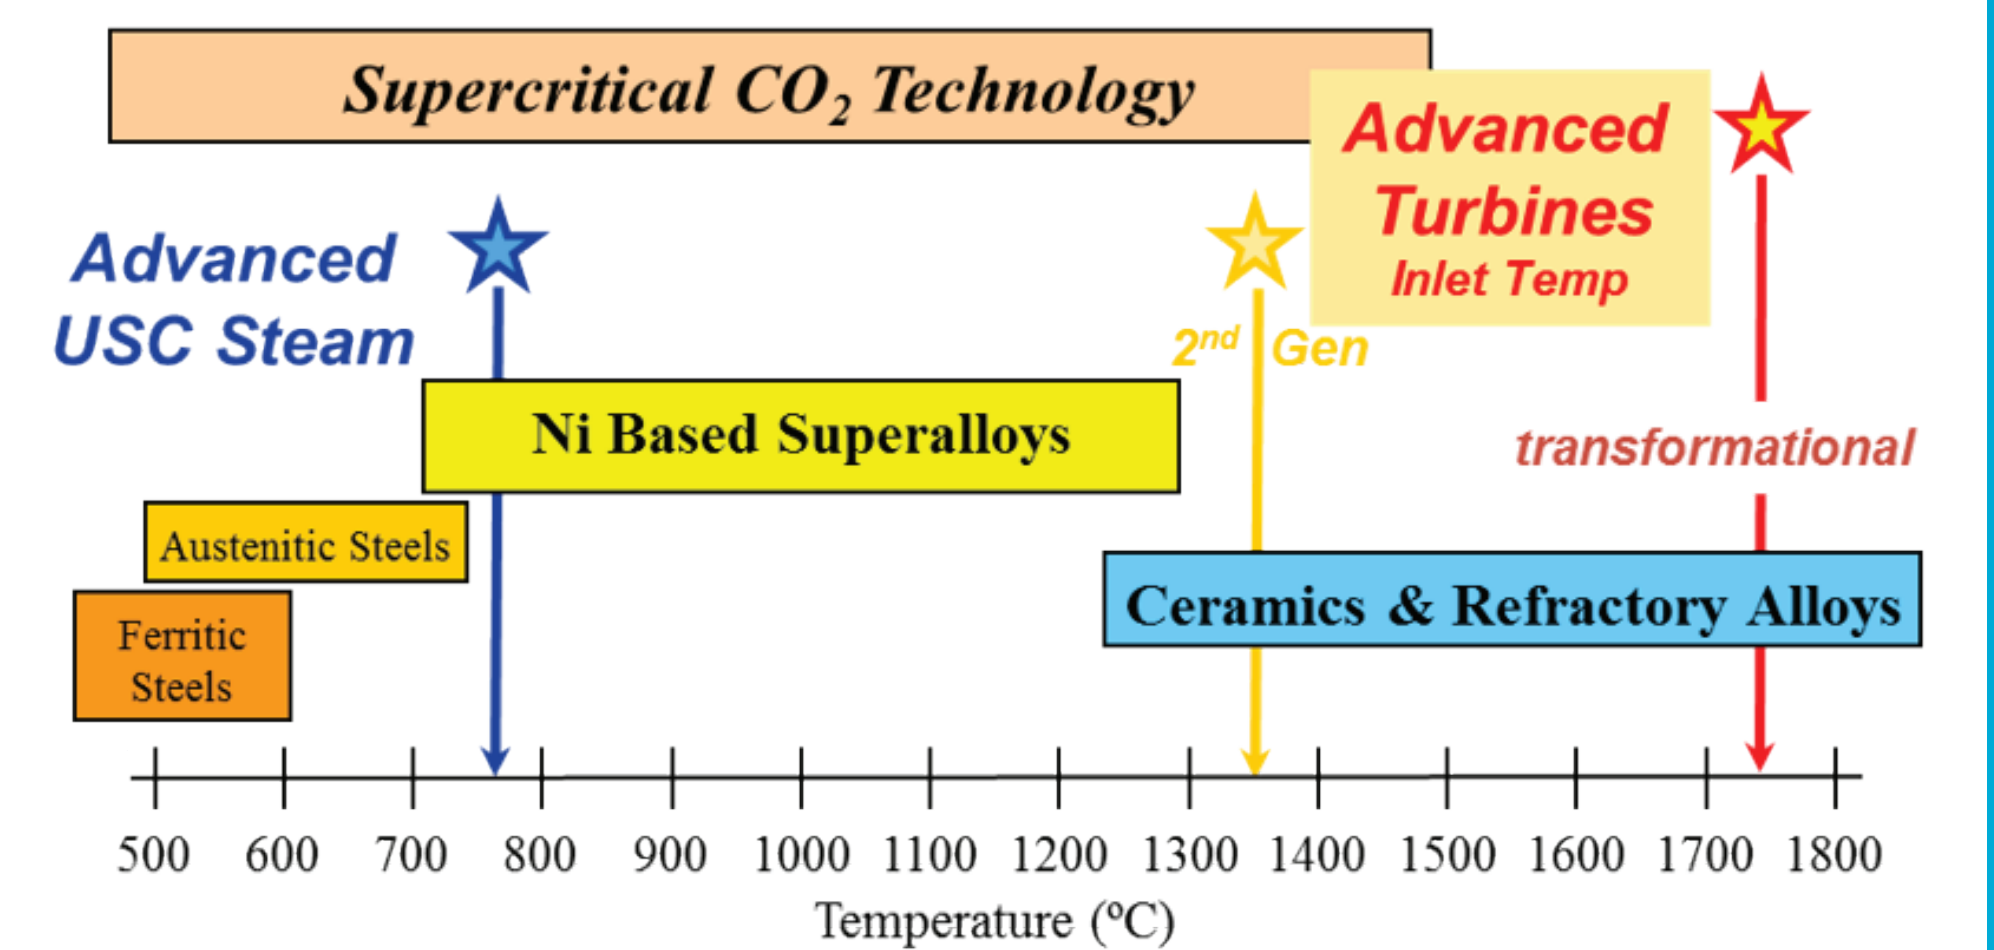 Supercritical CO₂ Technology
Advanced
Turbines
Inlet Temp
Advanced
USC Steam
2nd Gen
Ni Based Superalloys
transformational
Austenitic Steels
Ceramics & Refractory Alloys
Ferritic
Steels
500 600 700 800 900 1000 1100 1200 1300 1400 1500 1600 1700 1800
Temperature (ºC)